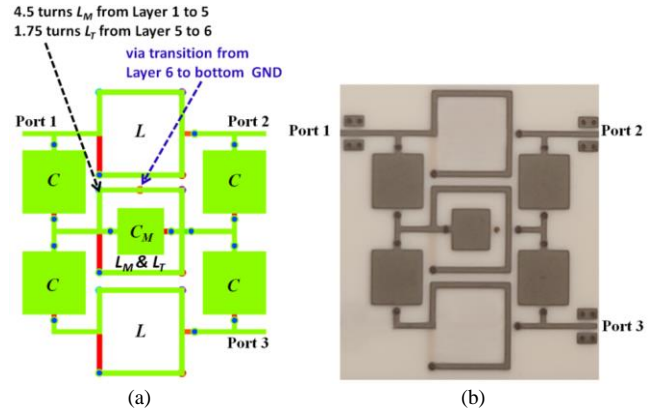 4.5 turns L_M from Layer 1 to 5
1.75 turns L_T from Layer 5 to 6
via transition from
Layer 6 to bottom GND
Port 1
L
Port 2
C
C
C_M
L_M & L_T
C
C
L
Port 3
(a)
Port 1
Port 2
Port 3
(b)